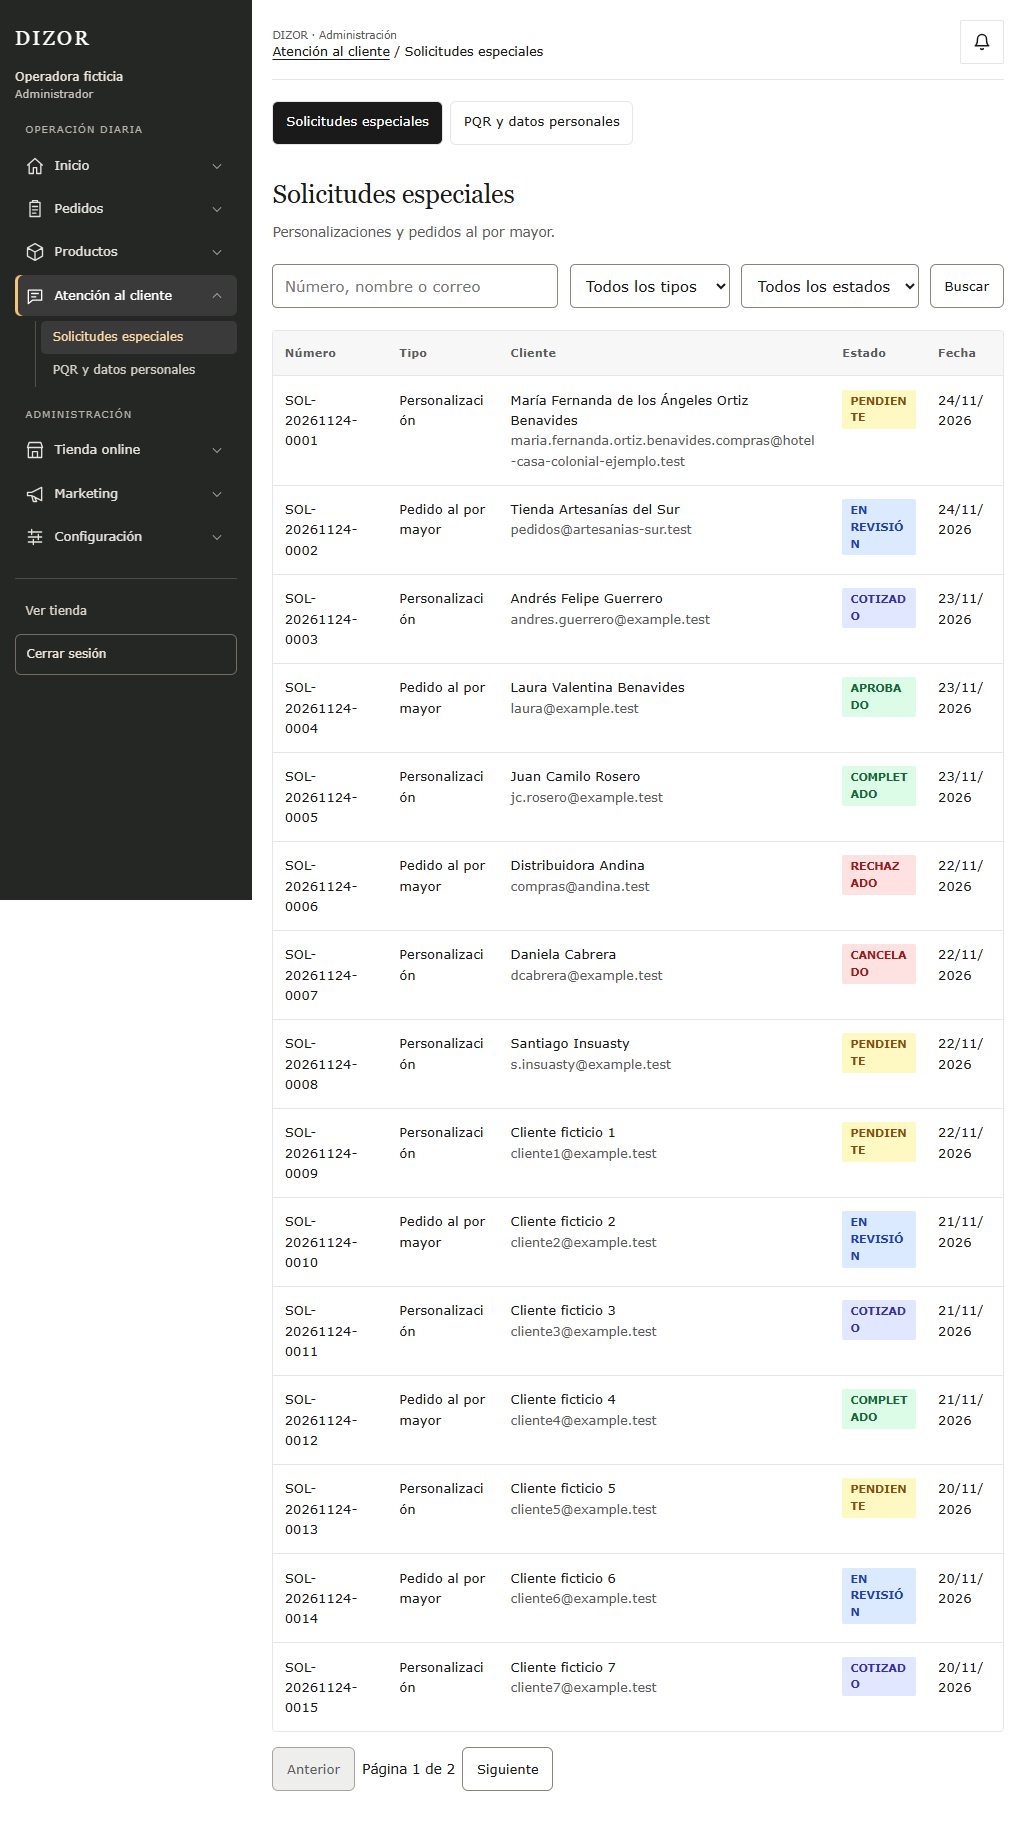 DIZOR
Operadora ficticia
Administrador
OPERACIÓN DIARIA
Inicio
Pedidos
Productos
Atención al cliente
Solicitudes especiales
PQR y datos personales
ADMINISTRACIÓN
Tienda online
Marketing
Configuración
Ver tienda
Cerrar sesión
DIZOR · Administración
Atención al cliente / Solicitudes especiales
Solicitudes especiales PQR y datos personales
Solicitudes especiales
Personalizaciones y pedidos al por mayor.
Número, nombre o correo Todos los tipos Todos los estados Buscar
Número Tipo Cliente Estado Fecha
SOL- Personalizaci María Fernanda de los Ángeles Ortiz PENDIEN 24/11/
20261124- ón Benavides TE 2026
0001 maria.fernanda.ortiz.benavides.compras@hotel
-casa-colonial-ejemplo.test
SOL- Pedido al por Tienda Artesanías del Sur EN 24/11/
20261124- mayor pedidos@artesanias-sur.test REVISIÓ 2026
0002 N
SOL- Personalizaci Andrés Felipe Guerrero COTIZAD 23/11/
20261124- ón andres.guerrero@example.test O 2026
0003
SOL- Pedido al por Laura Valentina Benavides APROBA 23/11/
20261124- mayor laura@example.test DO 2026
0004
SOL- Personalizaci Juan Camilo Rosero COMPLET 23/11/
20261124- ón jc.rosero@example.test ADO 2026
0005
SOL- Pedido al por Distribuidora Andina RECHAZ 22/11/
20261124- mayor compras@andina.test ADO 2026
0006
SOL- Personalizaci Daniela Cabrera CANCELA 22/11/
20261124- ón dcabrera@example.test DO 2026
0007
SOL- Personalizaci Santiago Insuasty PENDIEN 22/11/
20261124- ón s.insuasty@example.test TE 2026
0008
SOL- Personalizaci Cliente ficticio 1 PENDIEN 22/11/
20261124- ón cliente1@example.test TE 2026
0009
SOL- Pedido al por Cliente ficticio 2 EN 21/11/
20261124- mayor cliente2@example.test REVISIÓ 2026
0010 N
SOL- Personalizaci Cliente ficticio 3 COTIZAD 21/11/
20261124- ón cliente3@example.test O 2026
0011
SOL- Pedido al por Cliente ficticio 4 COMPLET 21/11/
20261124- mayor cliente4@example.test ADO 2026
0012
SOL- Personalizaci Cliente ficticio 5 PENDIEN 20/11/
20261124- ón cliente5@example.test TE 2026
0013
SOL- Pedido al por Cliente ficticio 6 EN 20/11/
20261124- mayor cliente6@example.test REVISIÓ 2026
0014 N
SOL- Personalizaci Cliente ficticio 7 COTIZAD 20/11/
20261124- ón cliente7@example.test O 2026
0015
Anterior Página 1 de 2 Siguiente